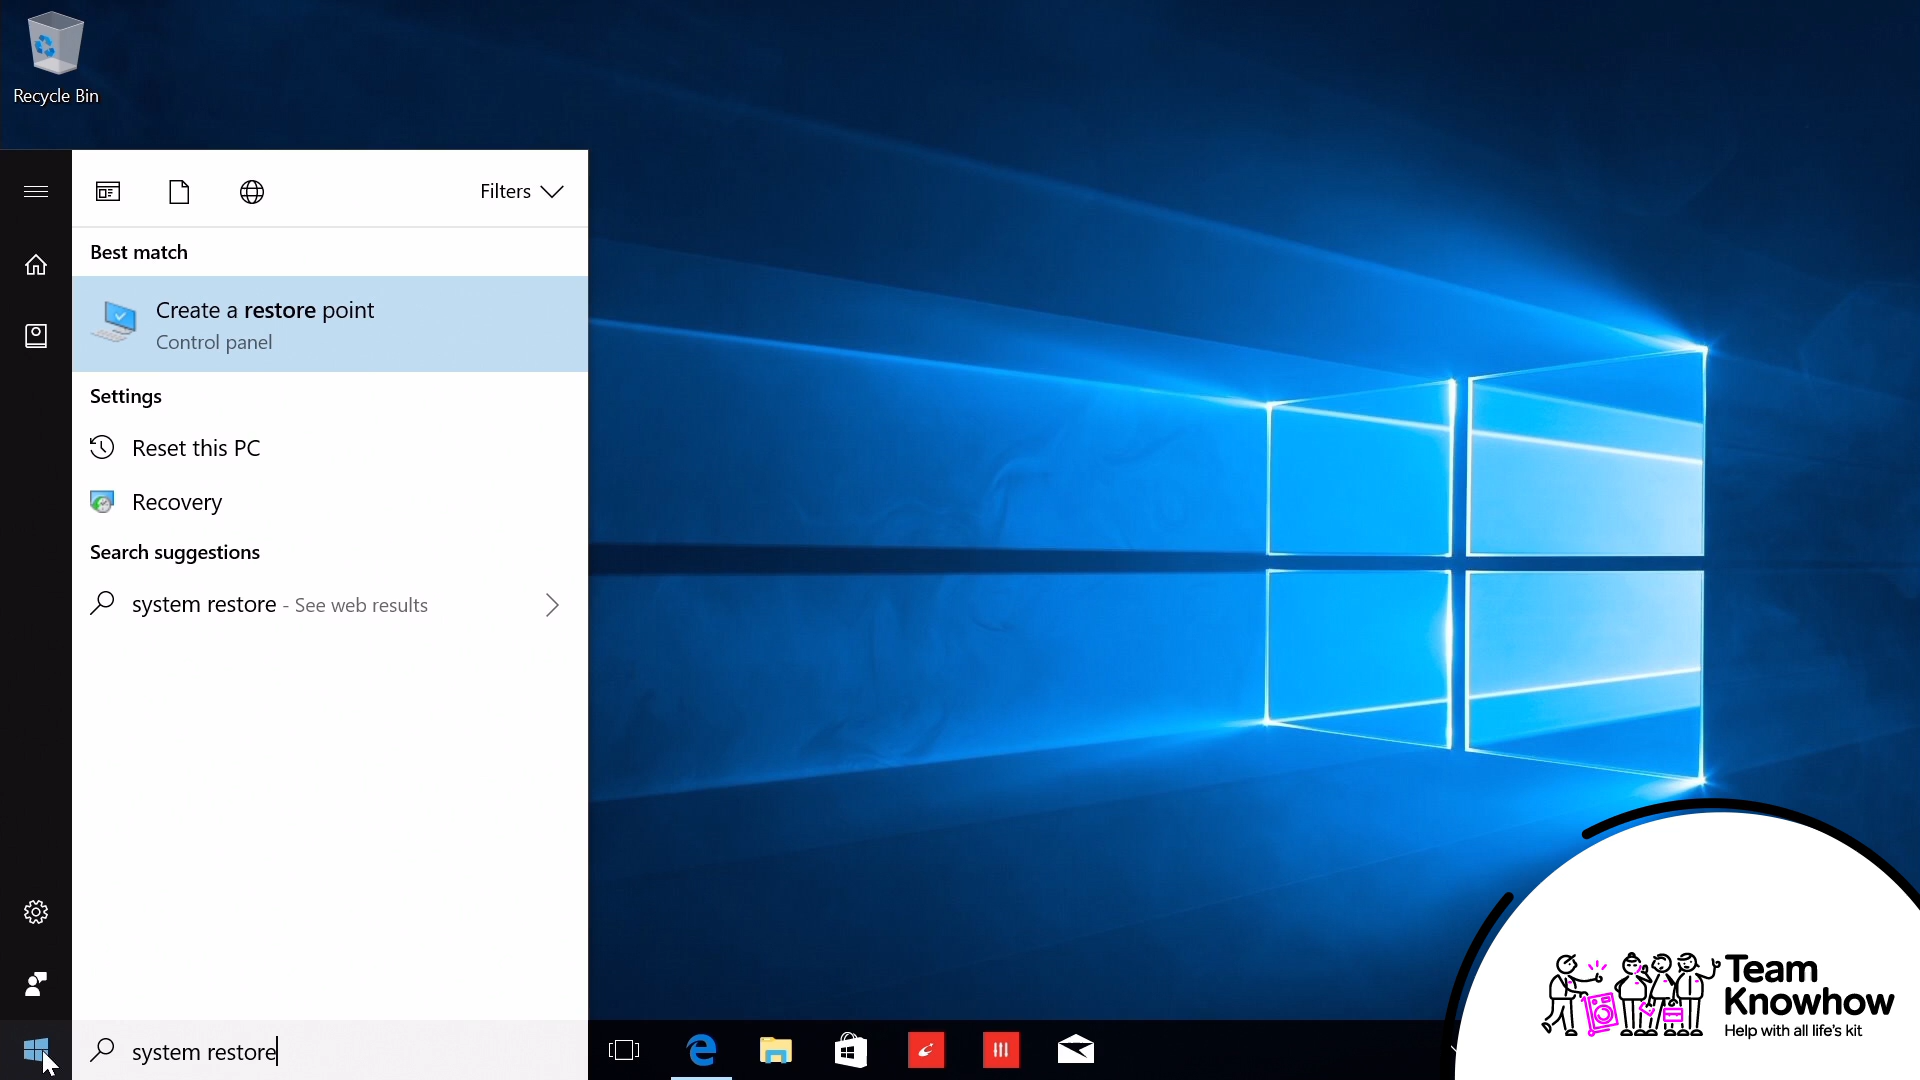 Recycle Bin
Filters
Best match
Create a restore point
Control panel
Settings
Reset this PC
Recovery
Search suggestions
system restore - See web results
system restore
Team
Knowhow
Help with all life's kit